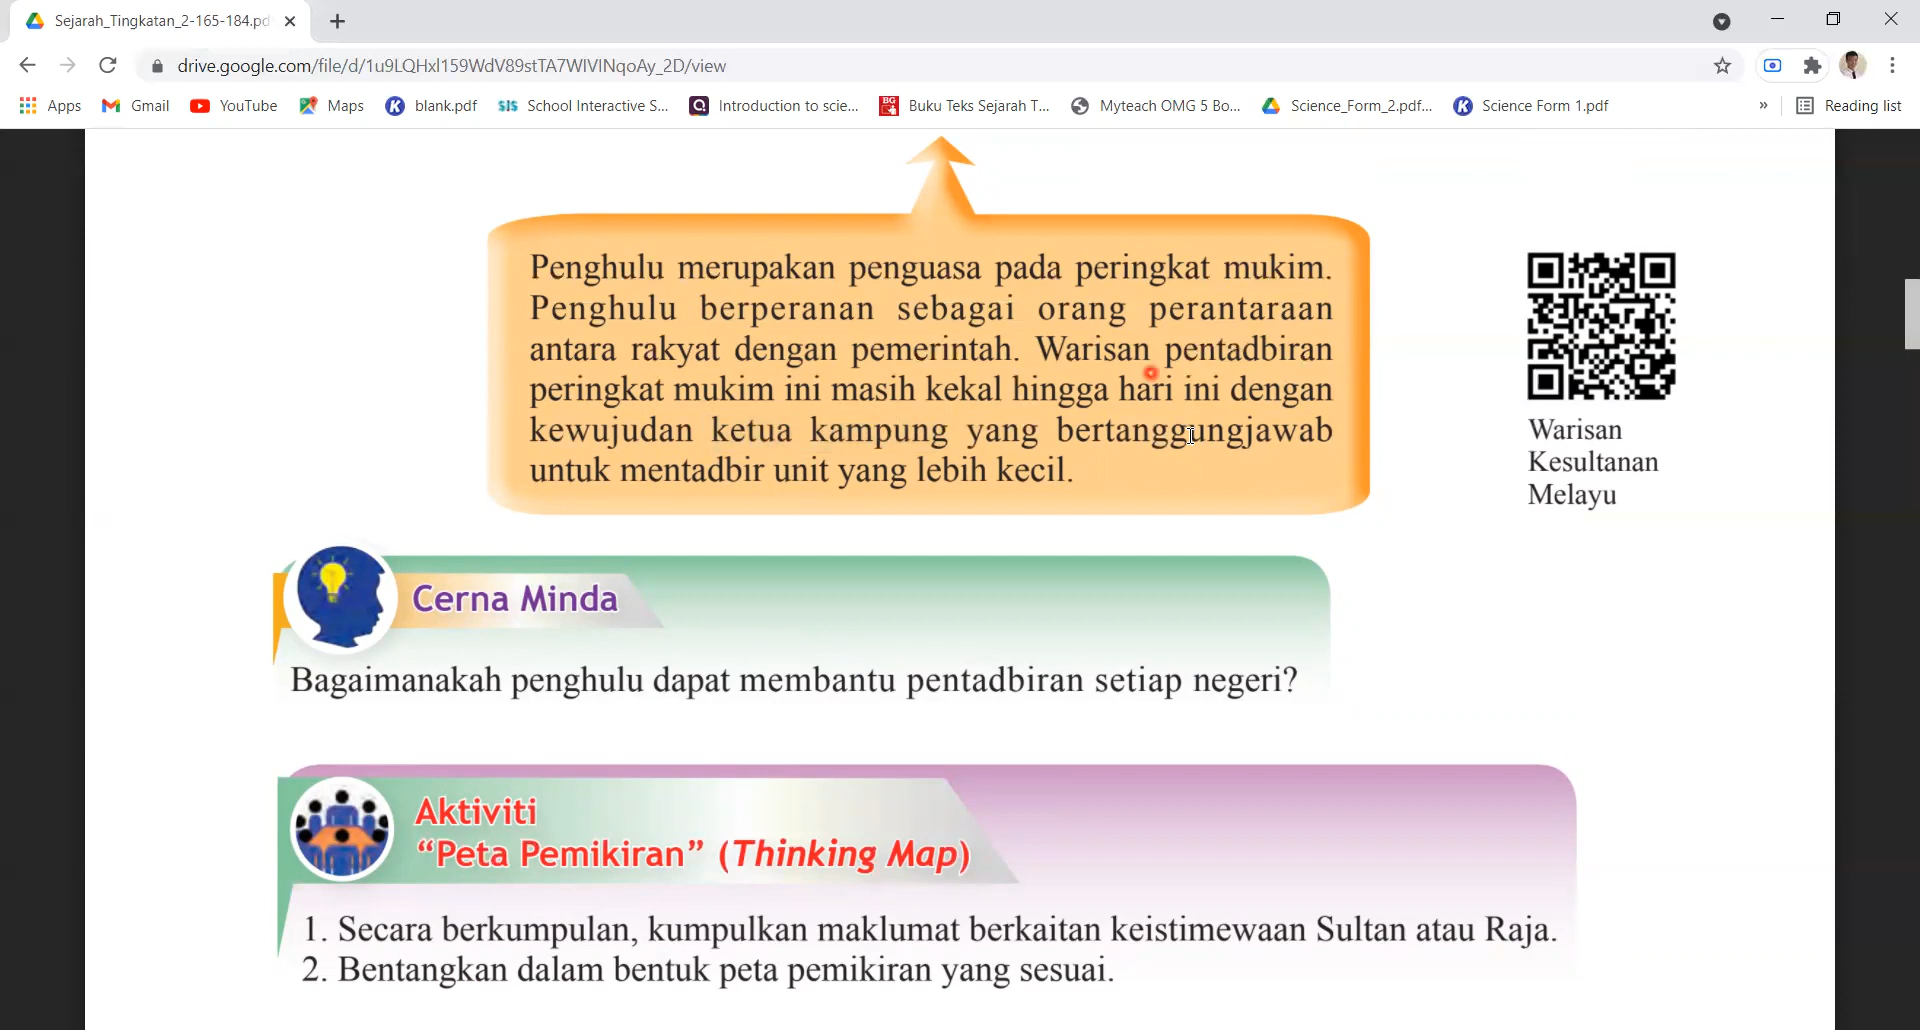 Sejarah_Tingkatan_2-165-184.pd
drive.google.com/file/d/1u9LQHxl159WdV89stTA7WlVlNqoAy_2D/view
Apps Gmail YouTube Maps blank.pdf SIS School Interactive S... Introduction to scie... BG Buku Teks Sejarah T... Myteach OMG 5 Bo... Science_Form_2.pdf... Science Form 1.pdf » Reading list
Penghulu merupakan penguasa pada peringkat mukim.
Penghulu berperanan sebagai orang perantaraan
antara rakyat dengan pemerintah. Warisan pentadbiran
peringkat mukim ini masih kekal hingga hari ini dengan
kewujudan ketua kampung yang bertanggungjawab
untuk mentadbir unit yang lebih kecil.
Warisan
Kesultanan
Melayu
Cerna Minda
Bagaimanakah penghulu dapat membantu pentadbiran setiap negeri?
Aktiviti
“Peta Pemikiran” (Thinking Map)
1. Secara berkumpulan, kumpulkan maklumat berkaitan keistimewaan Sultan atau Raja.
2. Bentangkan dalam bentuk peta pemikiran yang sesuai.